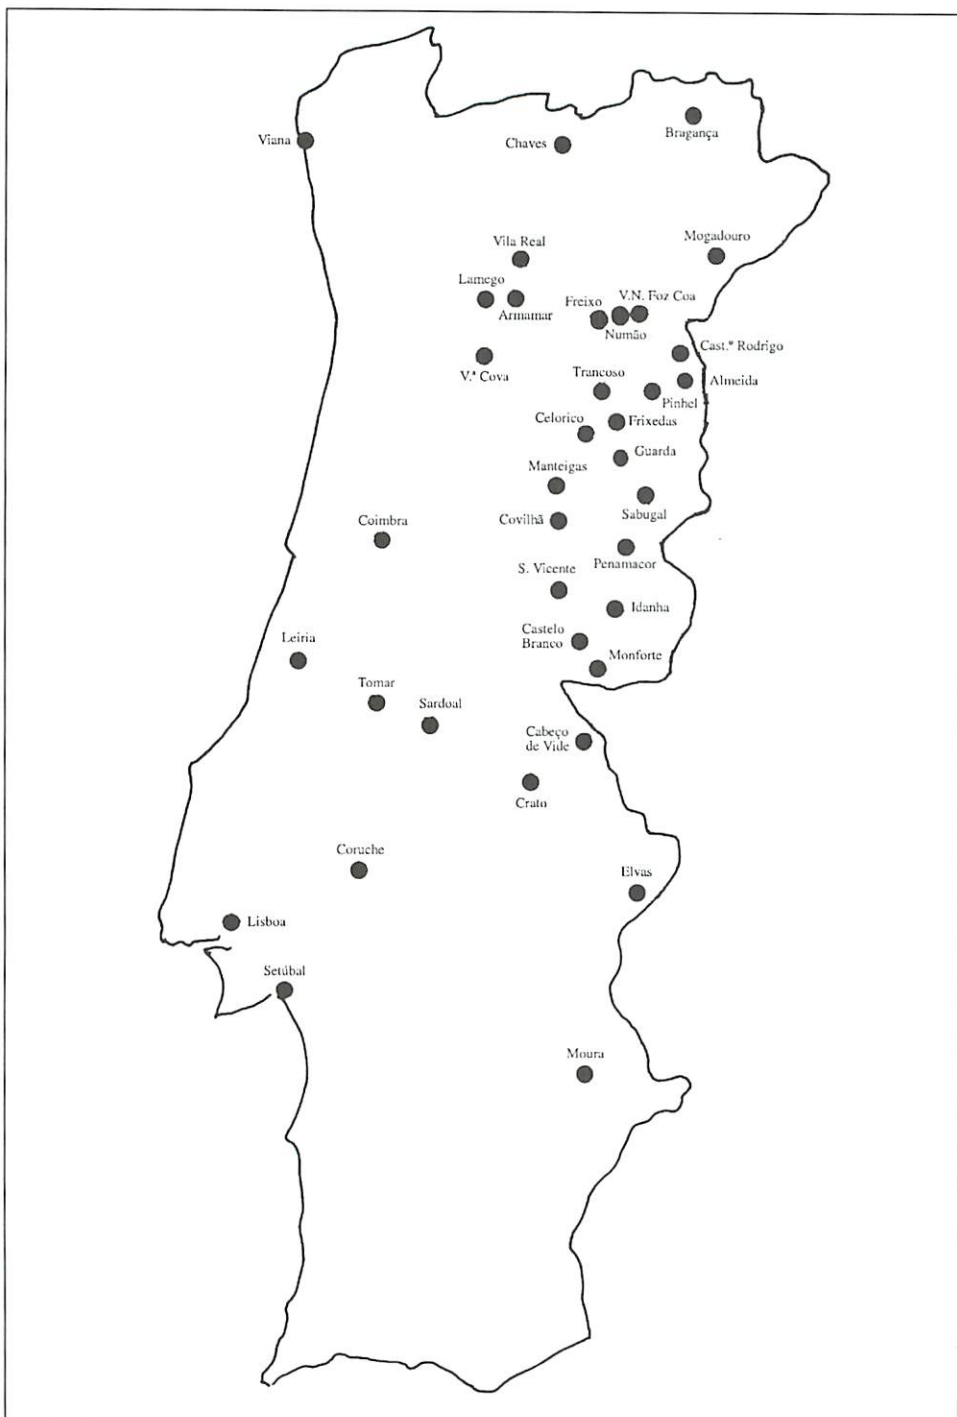 Bragança
Viana
Chaves
Mogadouro
Vila Real
Lamego
Armamar
Freixo
V.N. Foz Coa
Numão
Cast.º Rodrigo
V.ª Cova
Trancoso
Almeida
Pinhel
Celorico
Frixedas
Guarda
Manteigas
Sabugal
Covilhã
Coimbra
Penamacor
S. Vicente
Idanha
Castelo
Branco
Leiria
Monforte
Tomar
Sardoal
Cabeço
de Vide
Crato
Coruche
Elvas
Lisboa
Setúbal
Moura